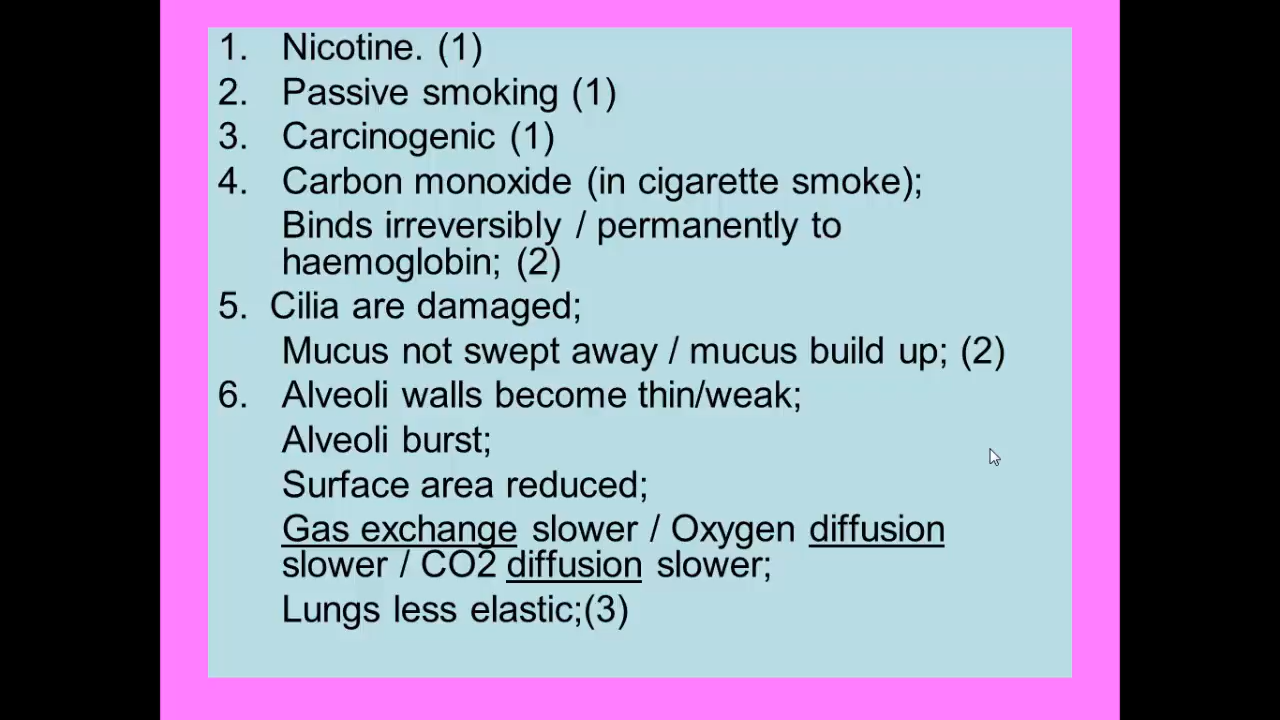 1. Nicotine. (1)
2. Passive smoking (1)
3. Carcinogenic (1)
4. Carbon monoxide (in cigarette smoke);
Binds irreversibly / permanently to
haemoglobin; (2)
5. Cilia are damaged;
Mucus not swept away / mucus build up; (2)
6. Alveoli walls become thin/weak;
Alveoli burst;
Surface area reduced;
Gas exchange slower / Oxygen diffusion
slower / CO2 diffusion slower;
Lungs less elastic;(3)